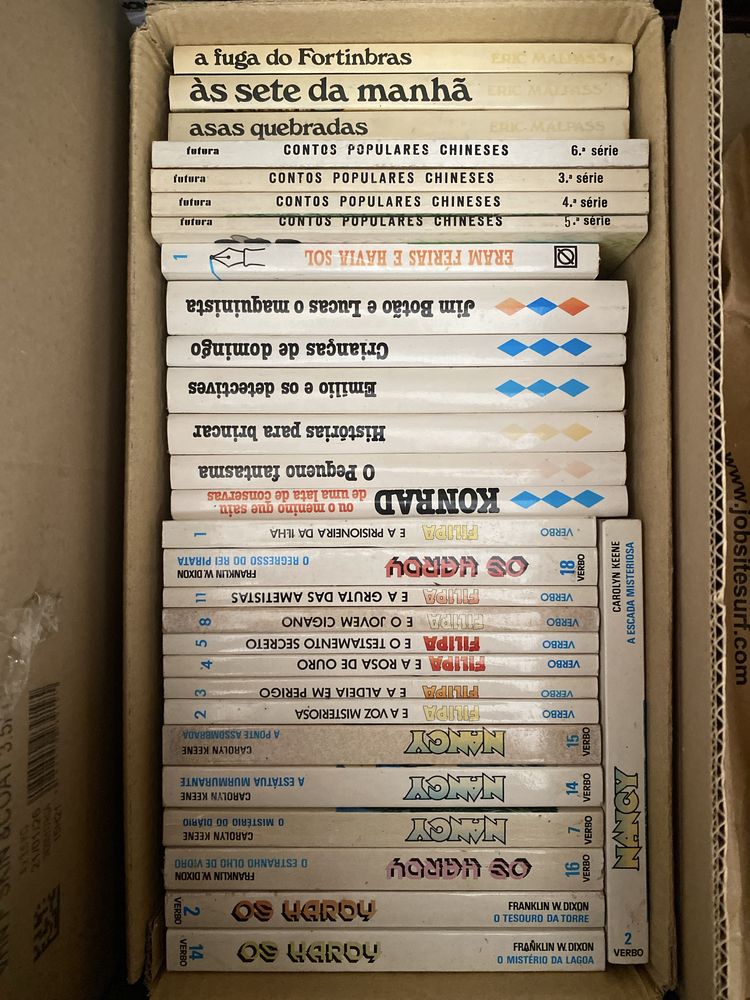 a fuga do Fortinbras ERIC MALPASS
às sete da manhã ERIC MALPASS
asas quebradas ERIC MALPASS
futura CONTOS POPULARES CHINESES 6.ª série
futura CONTOS POPULARES CHINESES 3.ª série
futura CONTOS POPULARES CHINESES 4.ª série
futura CONTOS POPULARES CHINESES 5.ª série
ERAM FÉRIAS E HAVIA SOL 1
Jim Botão e Lucas o maquinista
Crianças de domingo
Emílio e os detectives
Histórias para brincar
O Pequeno fantasma
KONRAD
ou o menino que saiu
de uma lata de conservas
VERBO FILIPA E A PRISIONEIRA DA ILHA 1
VERBO 18 OS HARDY FRANKLIN W. DIXON
O REGRESSO DO REI PIRATA
VERBO FILIPA E A GRUTA DAS AMETISTAS 11
VERBO FILIPA E O JOVEM CIGANO 8
VERBO FILIPA E O TESTAMENTO SECRETO 5
VERBO FILIPA E A ROSA DE OURO 4
VERBO FILIPA E A ALDEIA EM PERIGO 3
VERBO FILIPA E A VOZ MISTERIOSA 2
VERBO 15 NANCY CAROLYN KEENE
A PONTE ASSOMBRADA
VERBO 14 NANCY CAROLYN KEENE
A ESTÁTUA MURMURANTE
VERBO 7 NANCY CAROLYN KEENE
O MISTÉRIO DO DIÁRIO
VERBO 16 OS HARDY FRANKLIN W. DIXON
O ESTRANHO OLHO DE VIDRO
VERBO 2 OS HARDY FRANKLIN W. DIXON
O TESOURO DA TORRE
VERBO 14 OS HARDY FRANKLIN W. DIXON
O MISTÉRIO DA LAGOA
CAROLYN KEENE
A ESCADA MISTERIOSA
NANCY
2
VERBO
www.jobsitesurf.com